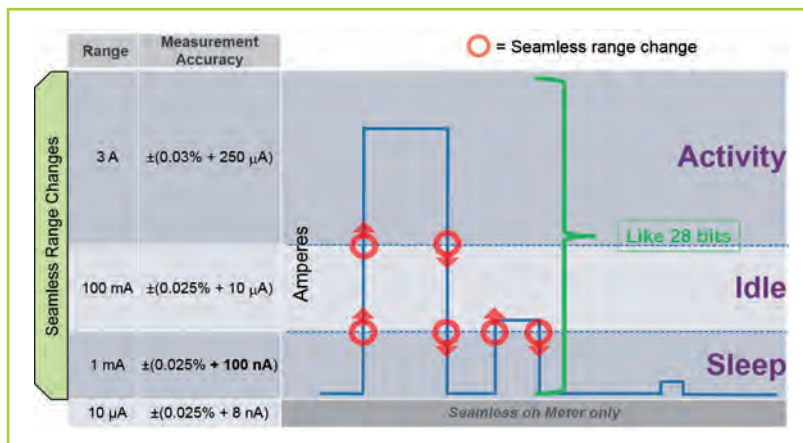 Range
Measurement
Accuracy
= Seamless range change
Seamless Range Changes
3 A
±(0.03% + 250 µA)
Activity
Amperes
Like 28 bits
100 mA
±(0.025% + 10 µA)
Idle
1 mA
±(0.025% + 100 nA)
Sleep
10 µA
±(0.025% + 8 nA)
Seamless on Meter only